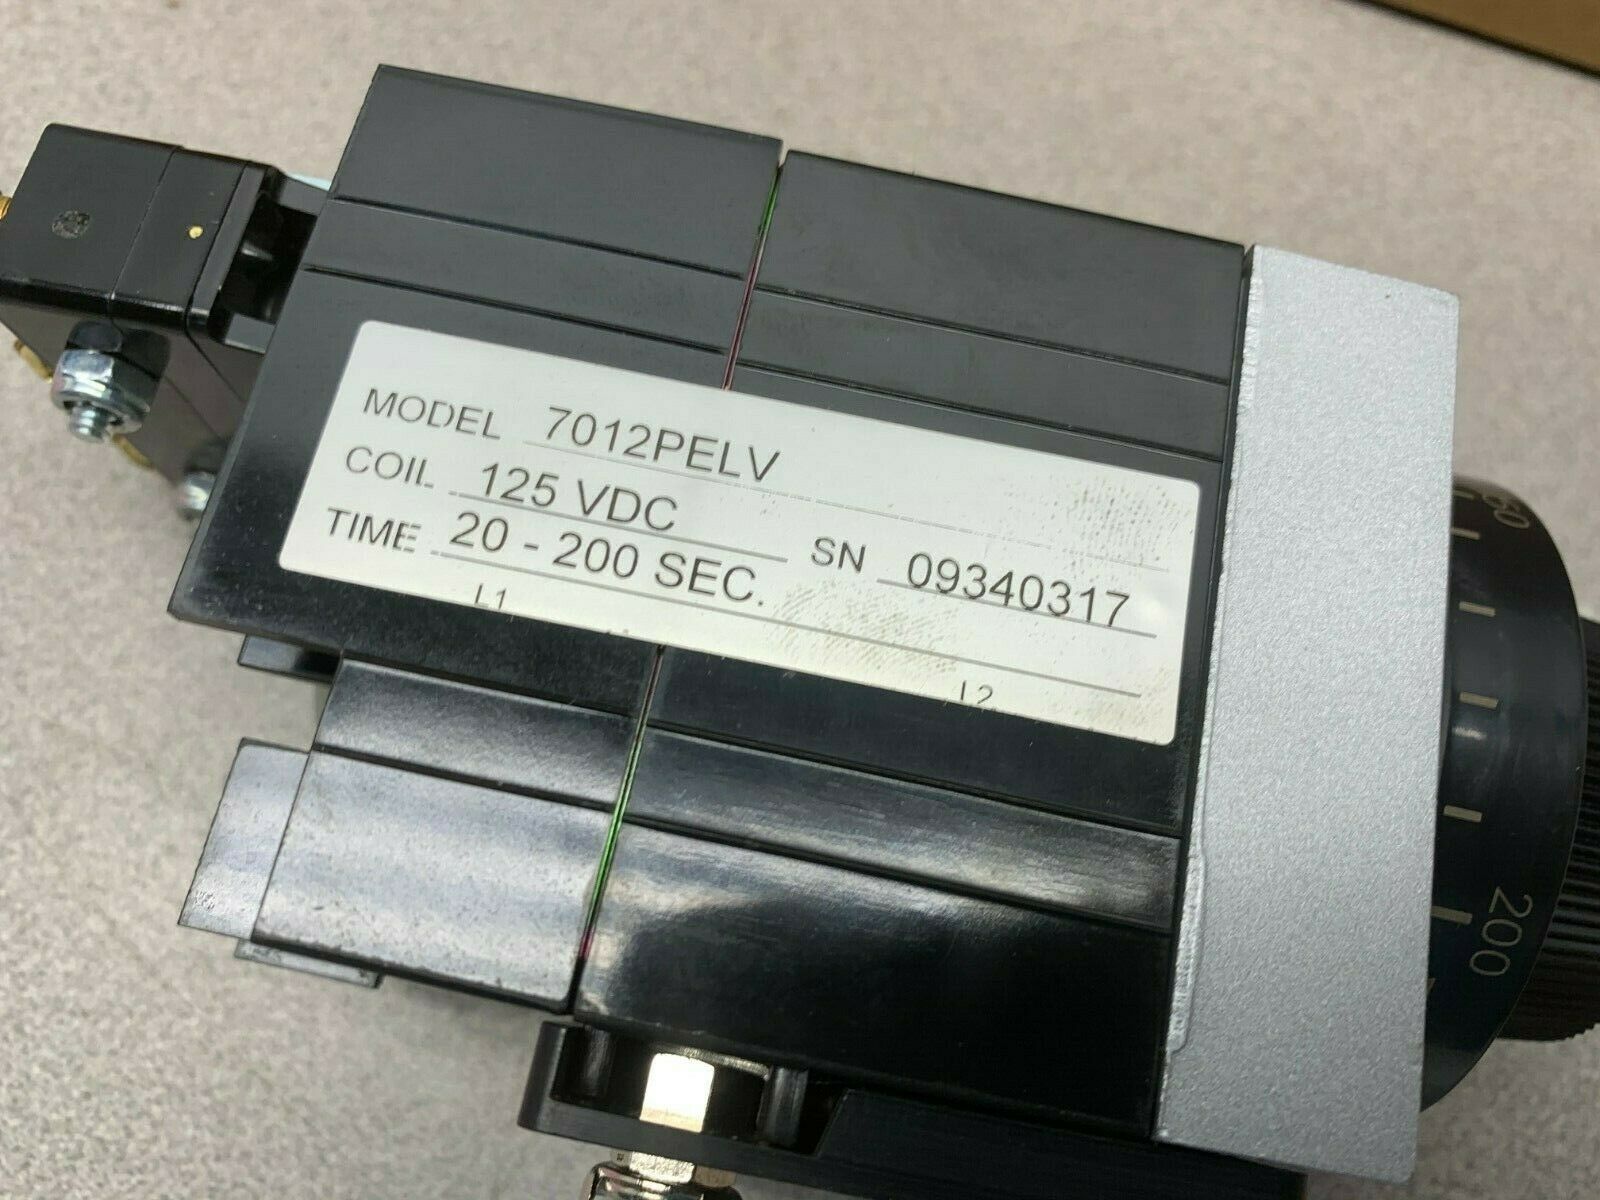 MODEL 7012PELV
COIL 125 VDC
TIME 20 - 200 SEC.
SN 09340317
L1
L2
200